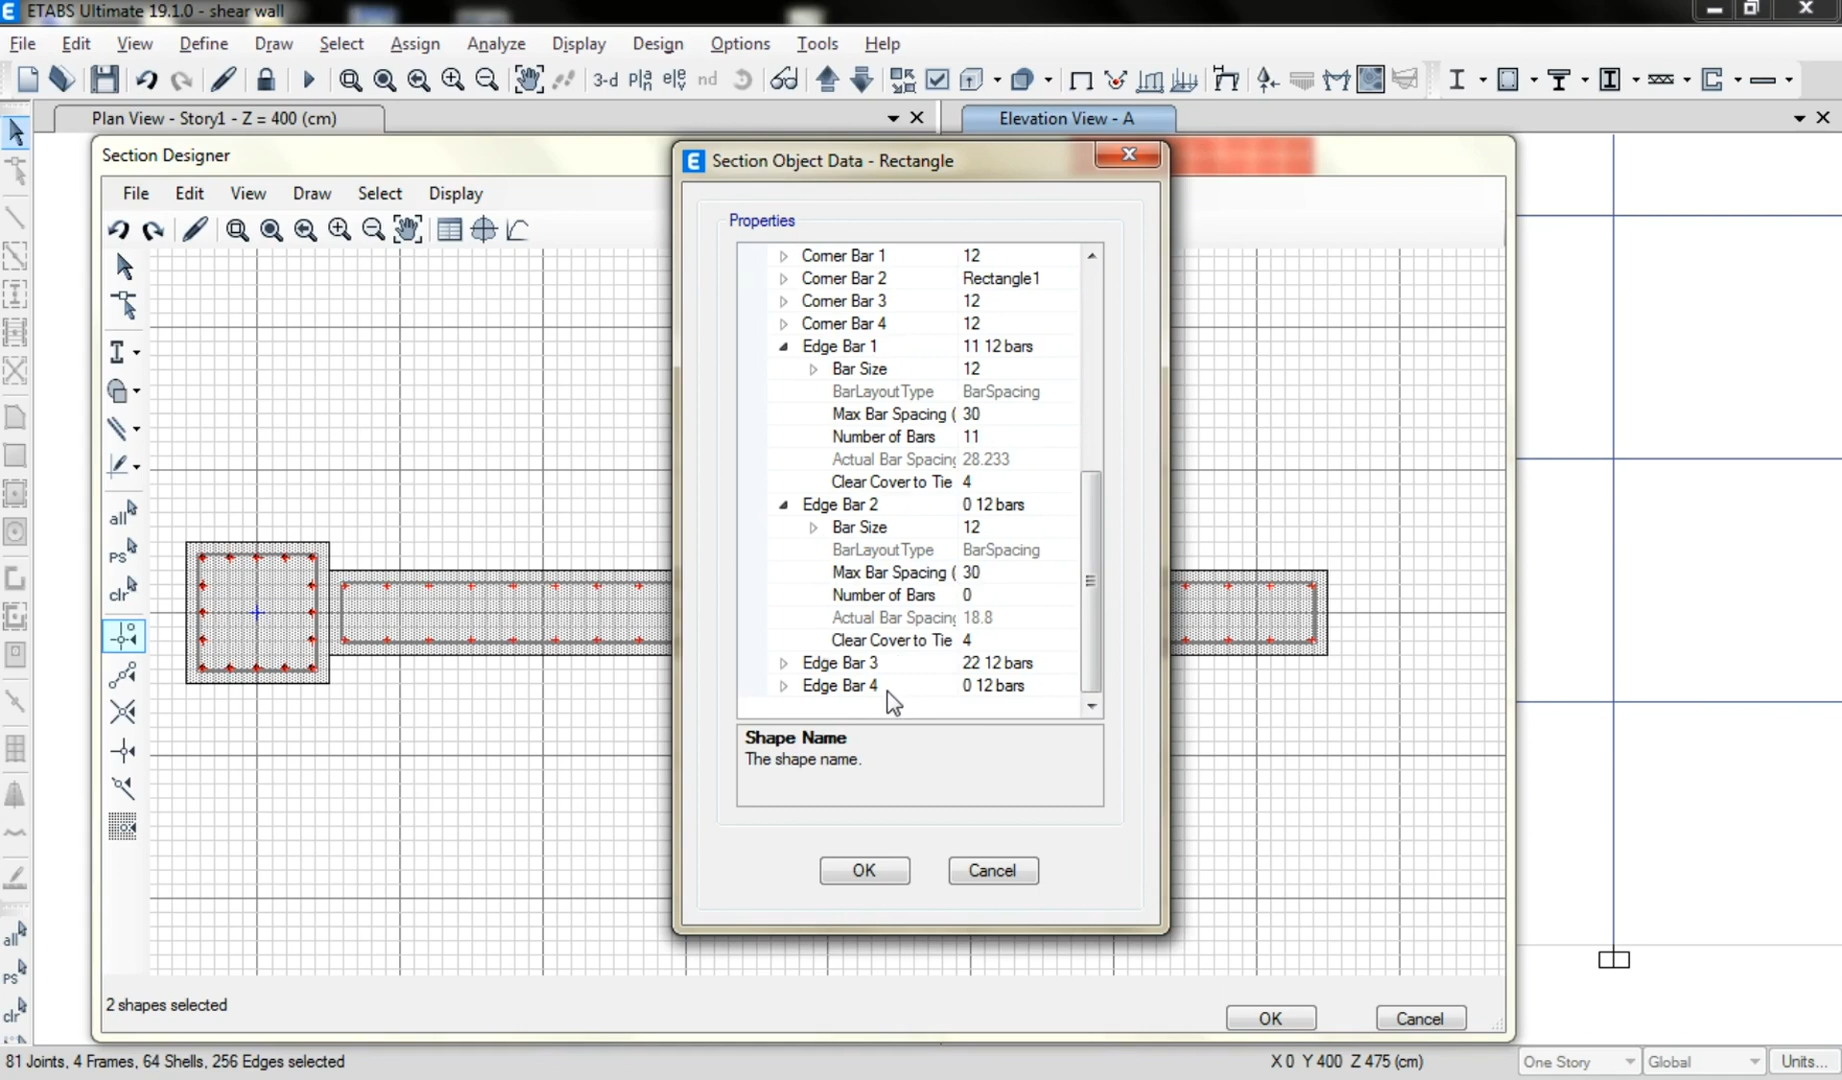 ETABS Ultimate 19.1.0 - shear wall
File Edit View Define Draw Select Assign Analyze Display Design Options Tools Help
3-d nd
Plan View - Story1 - Z = 400 (cm)
Elevation View - A
Section Designer
File Edit View Draw Select Display
Section Object Data - Rectangle
Properties
Corner Bar 1 12
Corner Bar 2 Rectangle1
Corner Bar 3 12
Corner Bar 4 12
Edge Bar 1 11 12 bars
Bar Size 12
BarLayoutType BarSpacing
Max Bar Spacing ( 30
Number of Bars 11
Actual Bar Spacing 28.233
Clear Cover to Tie 4
Edge Bar 2 0 12 bars
Bar Size 12
BarLayoutType BarSpacing
Max Bar Spacing ( 30
Number of Bars 0
Actual Bar Spacing 18.8
Clear Cover to Tie 4
Edge Bar 3 22 12 bars
Edge Bar 4 0 12 bars
Shape Name
The shape name.
OK Cancel
all
PS
clr
all
PS
clr
2 shapes selected
OK Cancel
81 Joints, 4 Frames, 64 Shells, 256 Edges selected
X 0 Y 400 Z 475 (cm)
One Story Global Units...